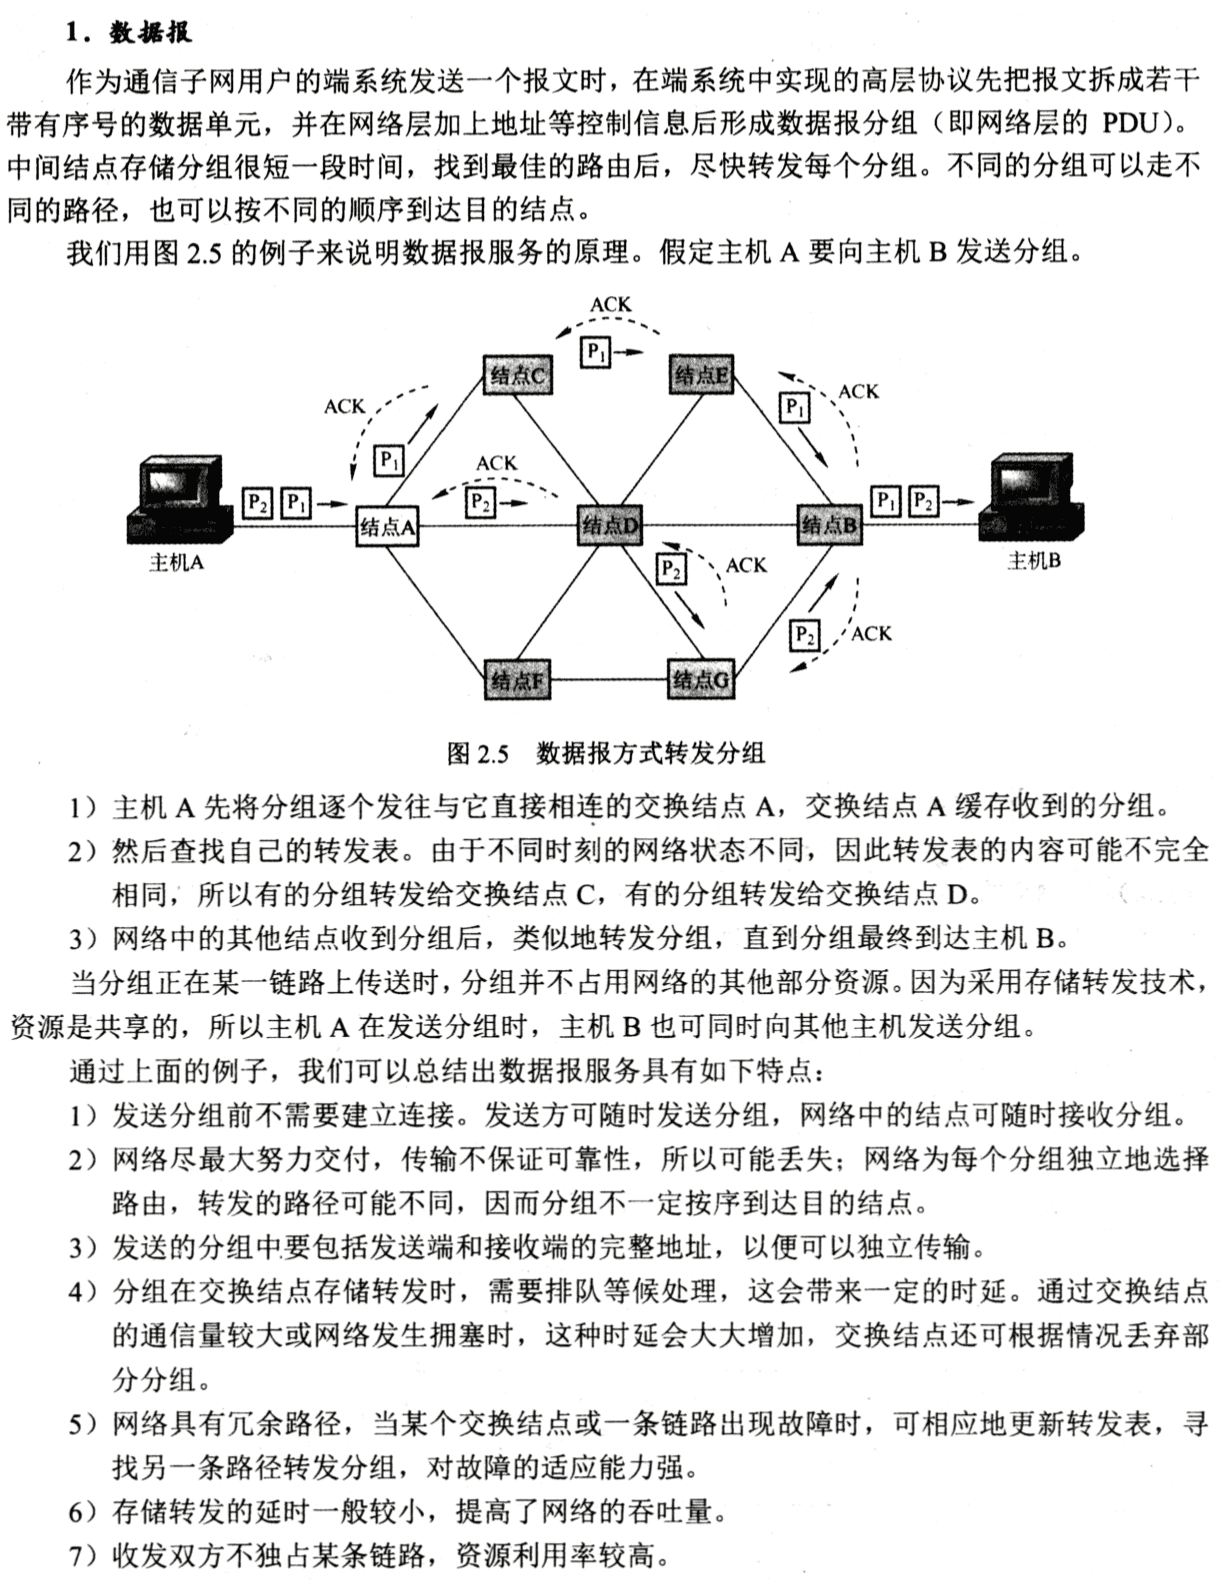 1．数据报
作为通信子网用户的端系统发送一个报文时，在端系统中实现的高层协议先把报文拆成若干
带有序号的数据单元，并在网络层加上地址等控制信息后形成数据报分组（即网络层的 PDU）。
中间结点存储分组很短一段时间，找到最佳的路由后，尽快转发每个分组。不同的分组可以走不
同的路径，也可以按不同的顺序到达目的结点。
我们用图 2.5 的例子来说明数据报服务的原理。假定主机 A 要向主机 B 发送分组。
ACK
P1
结点C
结点E
ACK
ACK
P1
P1
ACK
P2
P2 P1
结点A
结点D
结点B
P1 P2
主机A
主机B
P2
ACK
P2
ACK
结点F
结点G
图 2.5 数据报方式转发分组
1）主机 A 先将分组逐个发往与它直接相连的交换结点 A，交换结点 A 缓存收到的分组。
2）然后查找自己的转发表。由于不同时刻的网络状态不同，因此转发表的内容可能不完全
相同，所以有的分组转发给交换结点 C，有的分组转发给交换结点 D。
3）网络中的其他结点收到分组后，类似地转发分组，直到分组最终到达主机 B。
当分组正在某一链路上传送时，分组并不占用网络的其他部分资源。因为采用存储转发技术，
资源是共享的，所以主机 A 在发送分组时，主机 B 也可同时向其他主机发送分组。
通过上面的例子，我们可以总结出数据报服务具有如下特点：
1）发送分组前不需要建立连接。发送方可随时发送分组，网络中的结点可随时接收分组。
2）网络尽最大努力交付，传输不保证可靠性，所以可能丢失；网络为每个分组独立地选择
路由，转发的路径可能不同，因而分组不一定按序到达目的结点。
3）发送的分组中要包括发送端和接收端的完整地址，以便可以独立传输。
4）分组在交换结点存储转发时，需要排队等候处理，这会带来一定的时延。通过交换结点
的通信量较大或网络发生拥塞时，这种时延会大大增加，交换结点还可根据情况丢弃部
分分组。
5）网络具有冗余路径，当某个交换结点或一条链路出现故障时，可相应地更新转发表，寻
找另一条路径转发分组，对故障的适应能力强。
6）存储转发的延时一般较小，提高了网络的吞吐量。
7）收发双方不独占某条链路，资源利用率较高。